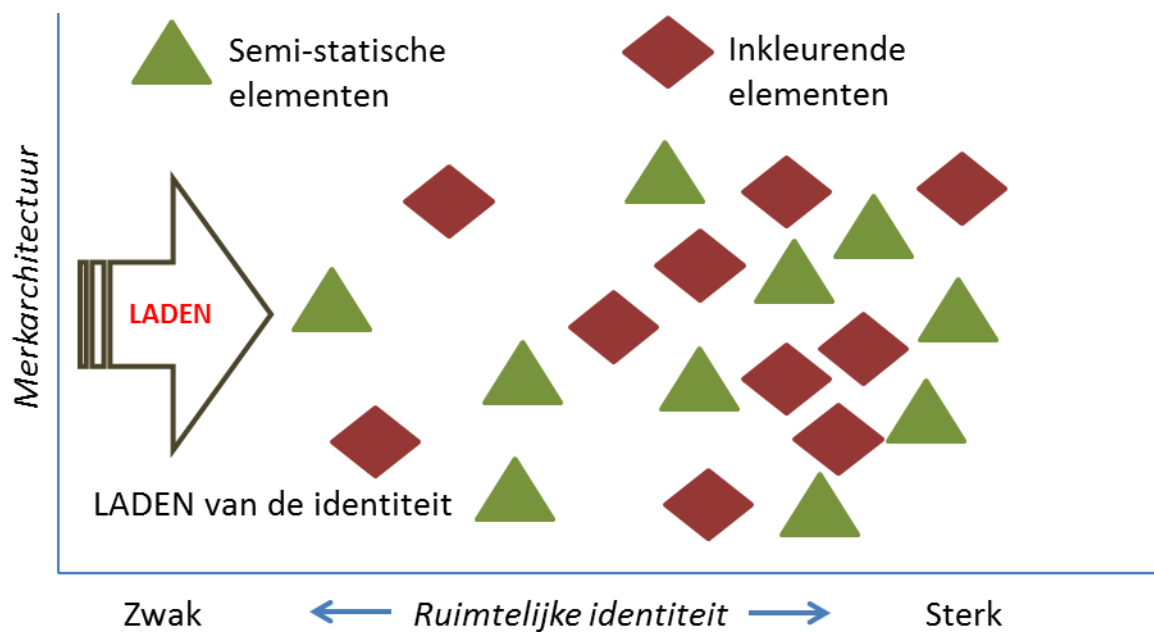 Semi-statische
elementen
Inkleurende
elementen
Merkarchitectuur
LADEN
LADEN van de identiteit
Zwak
Ruimtelijke identiteit
Sterk